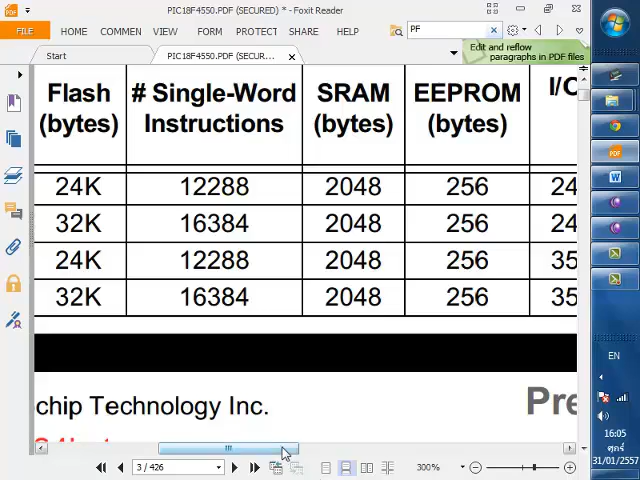 PIC18F4550.PDF (SECURED) * - Foxit Reader
FILE HOME COMMEN VIEW FORM PROTECT SHARE HELP PF
Edit and reflow
paragraphs in PDF files
Start PIC18F4550.PDF (SECUR...
Flash # Single-Word SRAM EEPROM I/O
(bytes) Instructions (bytes) (bytes)
24K 12288 2048 256 24
32K 16384 2048 256 24
24K 12288 2048 256 35
32K 16384 2048 256 35
chip Technology Inc. Pre
3 / 426 300%
EN
16:05
ศุกร์
31/01/2557